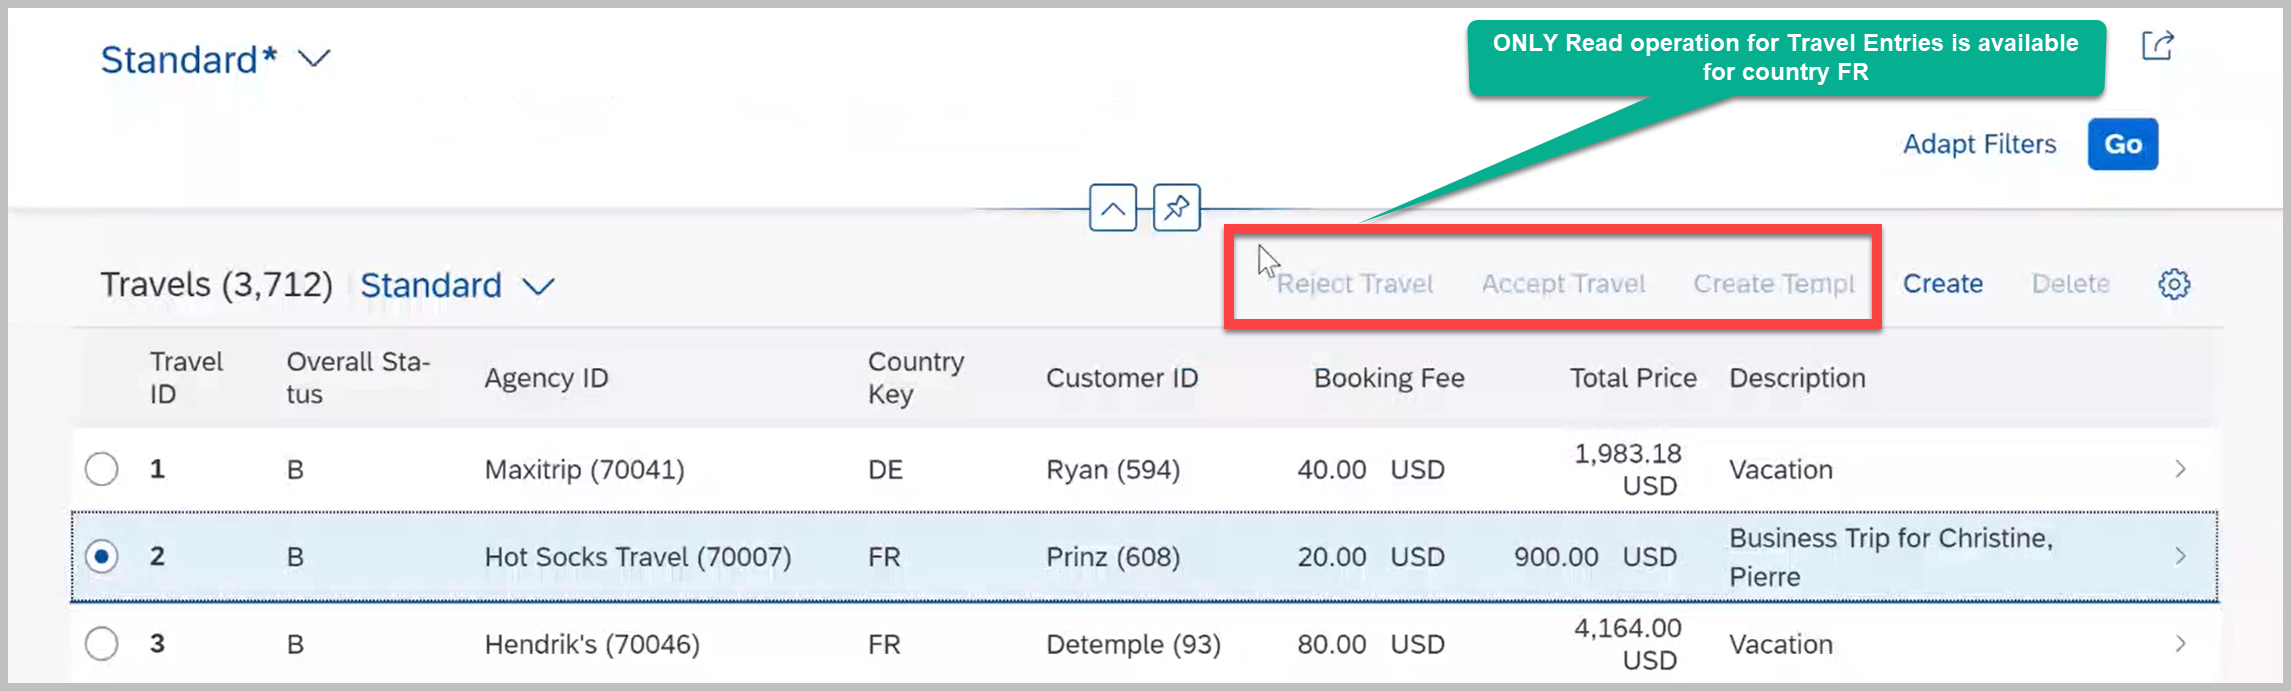 Standard*
ONLY Read operation for Travel Entries is available
for country FR
Adapt Filters Go
Travels (3,712) Standard Reject Travel Accept Travel Create Templ Create Delete
Travel
ID
Overall Sta-
tus
Agency ID
Country
Key
Customer ID
Booking Fee
Total Price
Description
1 B Maxitrip (70041) DE Ryan (594) 40.00 USD 1,983.18
USD
Vacation
2 B Hot Socks Travel (70007) FR Prinz (608) 20.00 USD 900.00 USD Business Trip for Christine,
Pierre
3 B Hendrik's (70046) FR Detemple (93) 80.00 USD 4,164.00
USD
Vacation